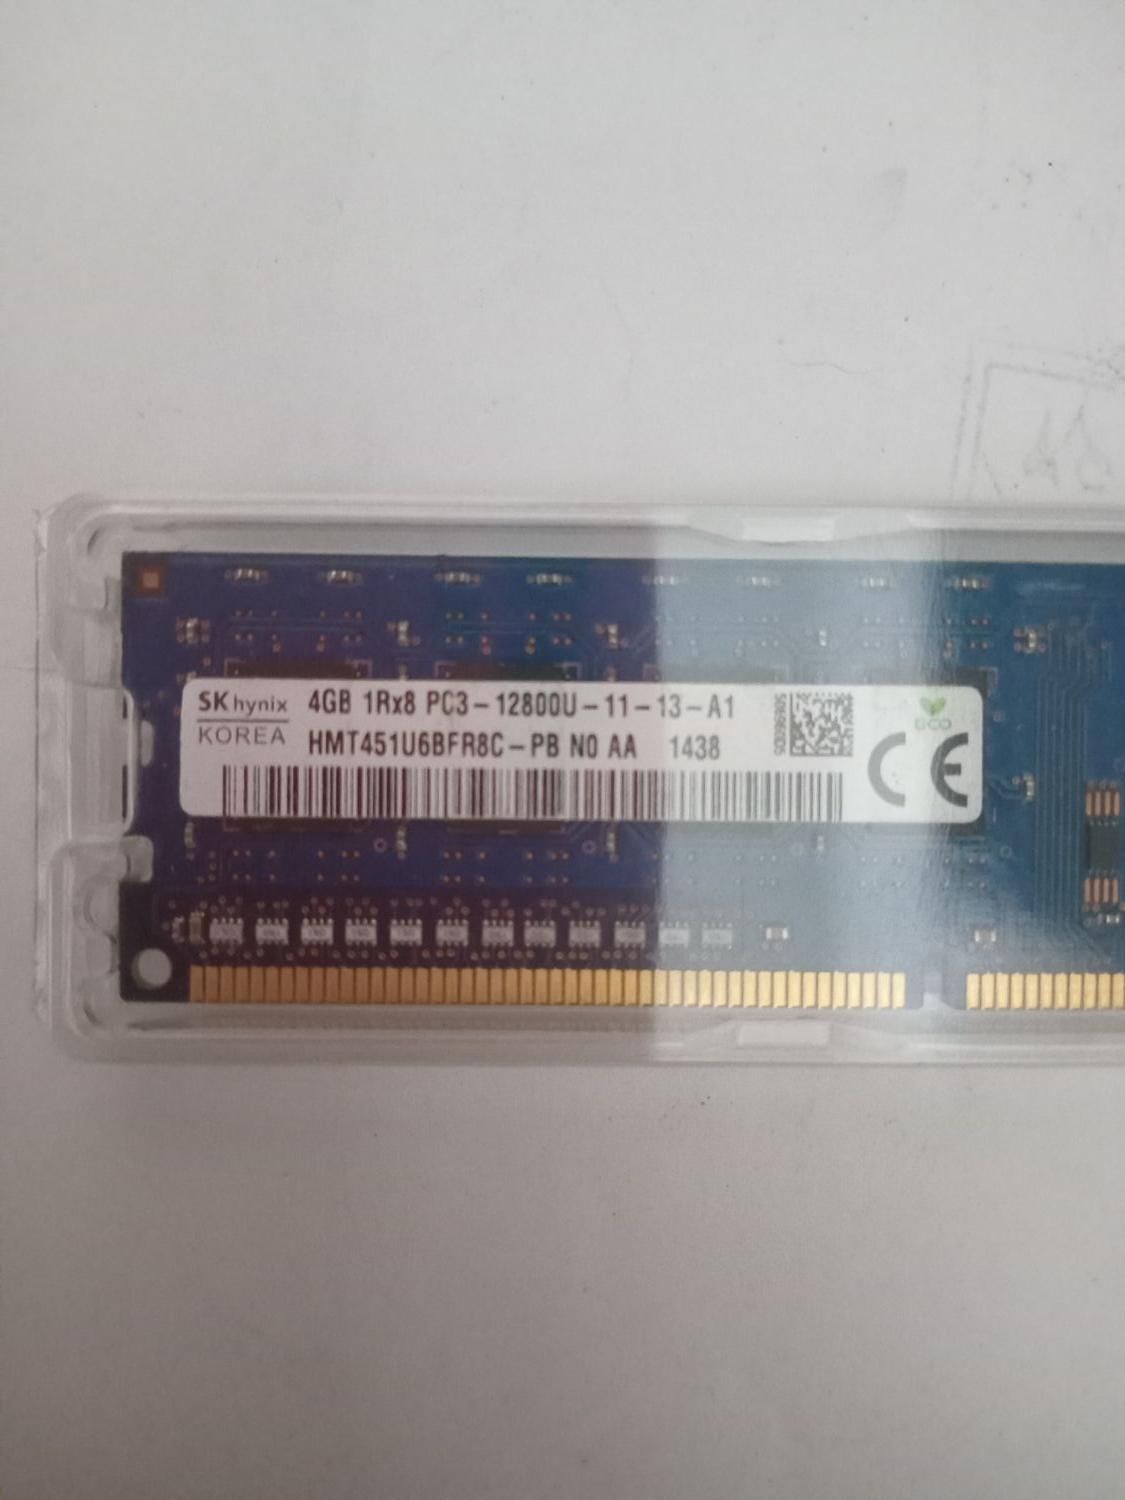 SK hynix
KOREA
4GB 1Rx8 PC3-12800U-11-13-A1
HMT451U6BFR8C-PB N0 AA 1438
ECO
CE